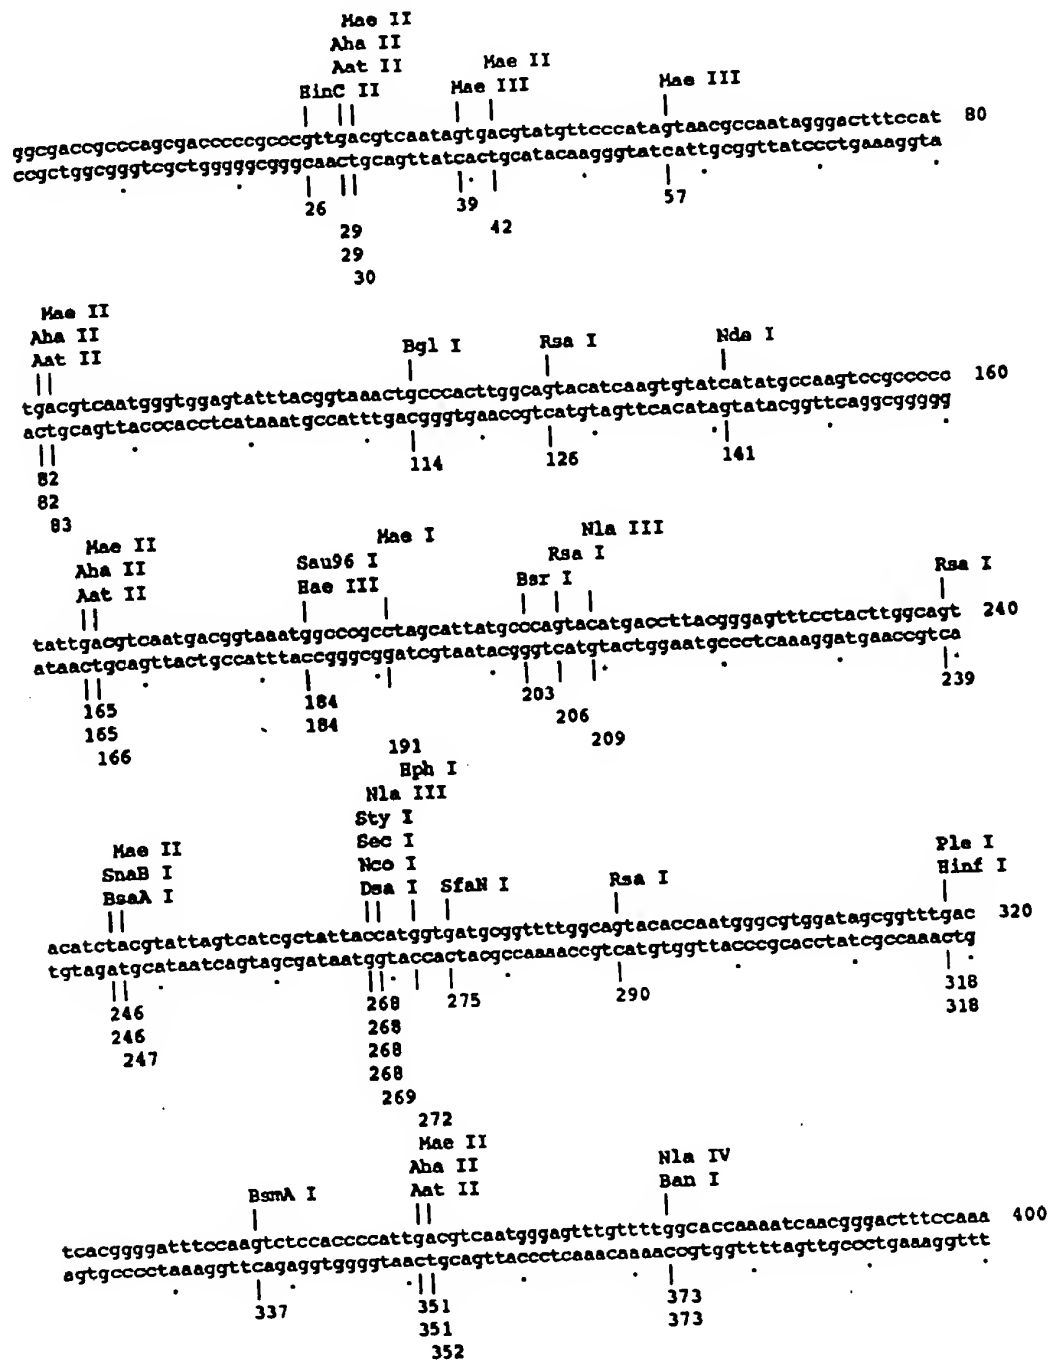 Mae II
Aha II
Aat II Mae II
HinC II Mae III Mae III
ggcgaccgcccagcgacccccgcccgttgacgtcaatagtgacgtatgttcccatagtaacgccaatagggactttccat 80
ccgctggcgggtcgctgggggcgggcaactgcagttatcactgcatacaagggtatcattgcggttatccctgaaaggta
26 39 57
29 42
29
30
Mae II
Aha II
Aat II Bgl I Rsa I Nde I
tgacgtcaatgggtggagtatttacggtaaactgcccacttggcagtacatcaagtgtatcatatgccaagtccgccccc 160
actgcagttacccacctcataaatgccatttgacgggtgaaccgtcatgtagttcacatagtatacggttcaggcggggg
82 114 126 141
82
83
Mae II Mae I Nla III
Aha II Sau96 I Rsa I
Aat II Hae III Bsr I Rsa I
tattgacgtcaatgacggtaaatggcccgcctagcattatgcccagtacatgaccttacgggagtttcctacttggcagt 240
ataactgcagttactgccatttaccgggcggatcgtaatacgggtcatgtactggaatgccctcaaaggatgaaccgtca
165 184 203 239
165 184 206
166 191 209
Hph I
Nla III
Sty I
Mae II Sec I Ple I
SnaB I Nco I Hinf I
BsaA I Dsa I SfaN I Rsa I
acatctacgtattagtcatcgctattaccatggtgatgcggttttggcagtacaccaatgggcgtggatagcggtttgac 320
tgtagatgcataatcagtagcgataatggtaccactacgccaaaaccgtcatgtggttacccgcacctatcgccaaactg
246 268 275 290 318
246 268 318
247 268
268
269
272
Mae II
Aha II Nla IV
BsmA I Aat II Ban I
tcacggggatttccaagtctccaccccattgacgtcaatgggagtttgttttggcaccaaaatcaacgggactttccaaa 400
agtgcccctaaaggttcagaggtggggtaactgcagttaccctcaaacaaaaccgtggttttagttgccctgaaaggttt
337 351 373
351 373
352